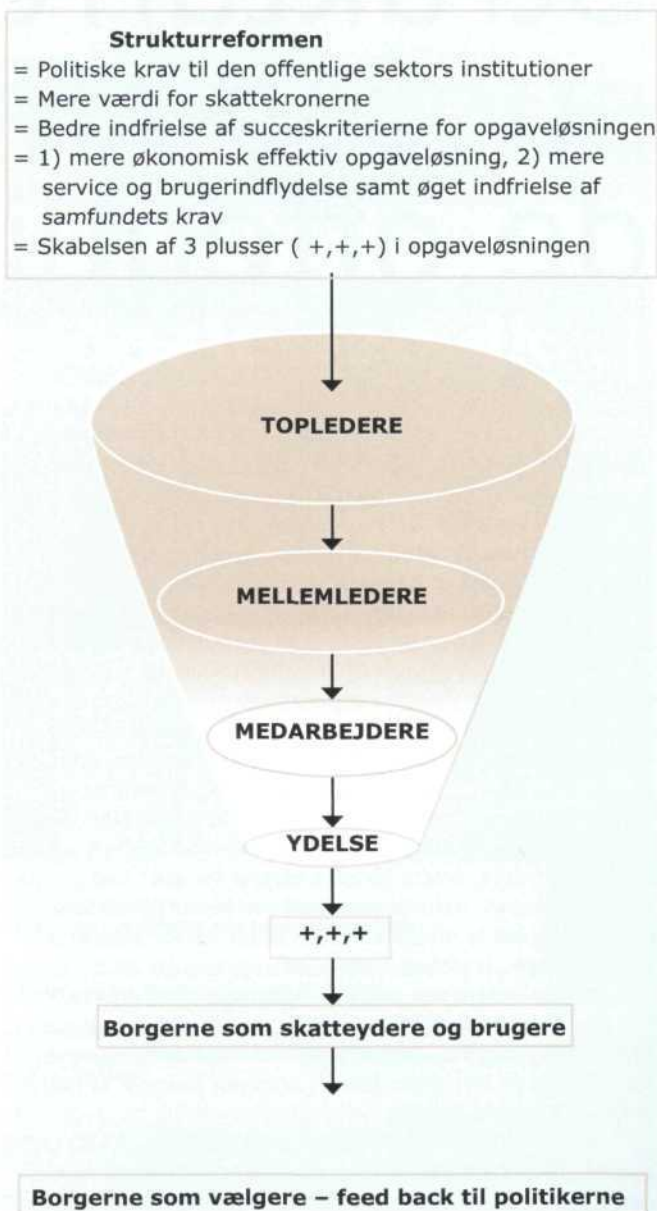 Strukturreformen
= Politiske krav til den offentlige sektors institutioner
= Mere værdi for skattekronerne
= Bedre indfrielse af succeskriterierne for opgaveløsningen
= 1) mere økonomisk effektiv opgaveløsning, 2) mere
service og brugerindflydelse samt øget indfrielse af
samfundets krav
= Skabelsen af 3 plusser ( +,+,+) i opgaveløsningen
TOPLEDERE
MELLEMLEDERE
MEDARBEJDERE
YDELSE
+,+,+
Borgerne som skatteydere og brugere
Borgerne som vælgere – feed back til politikerne